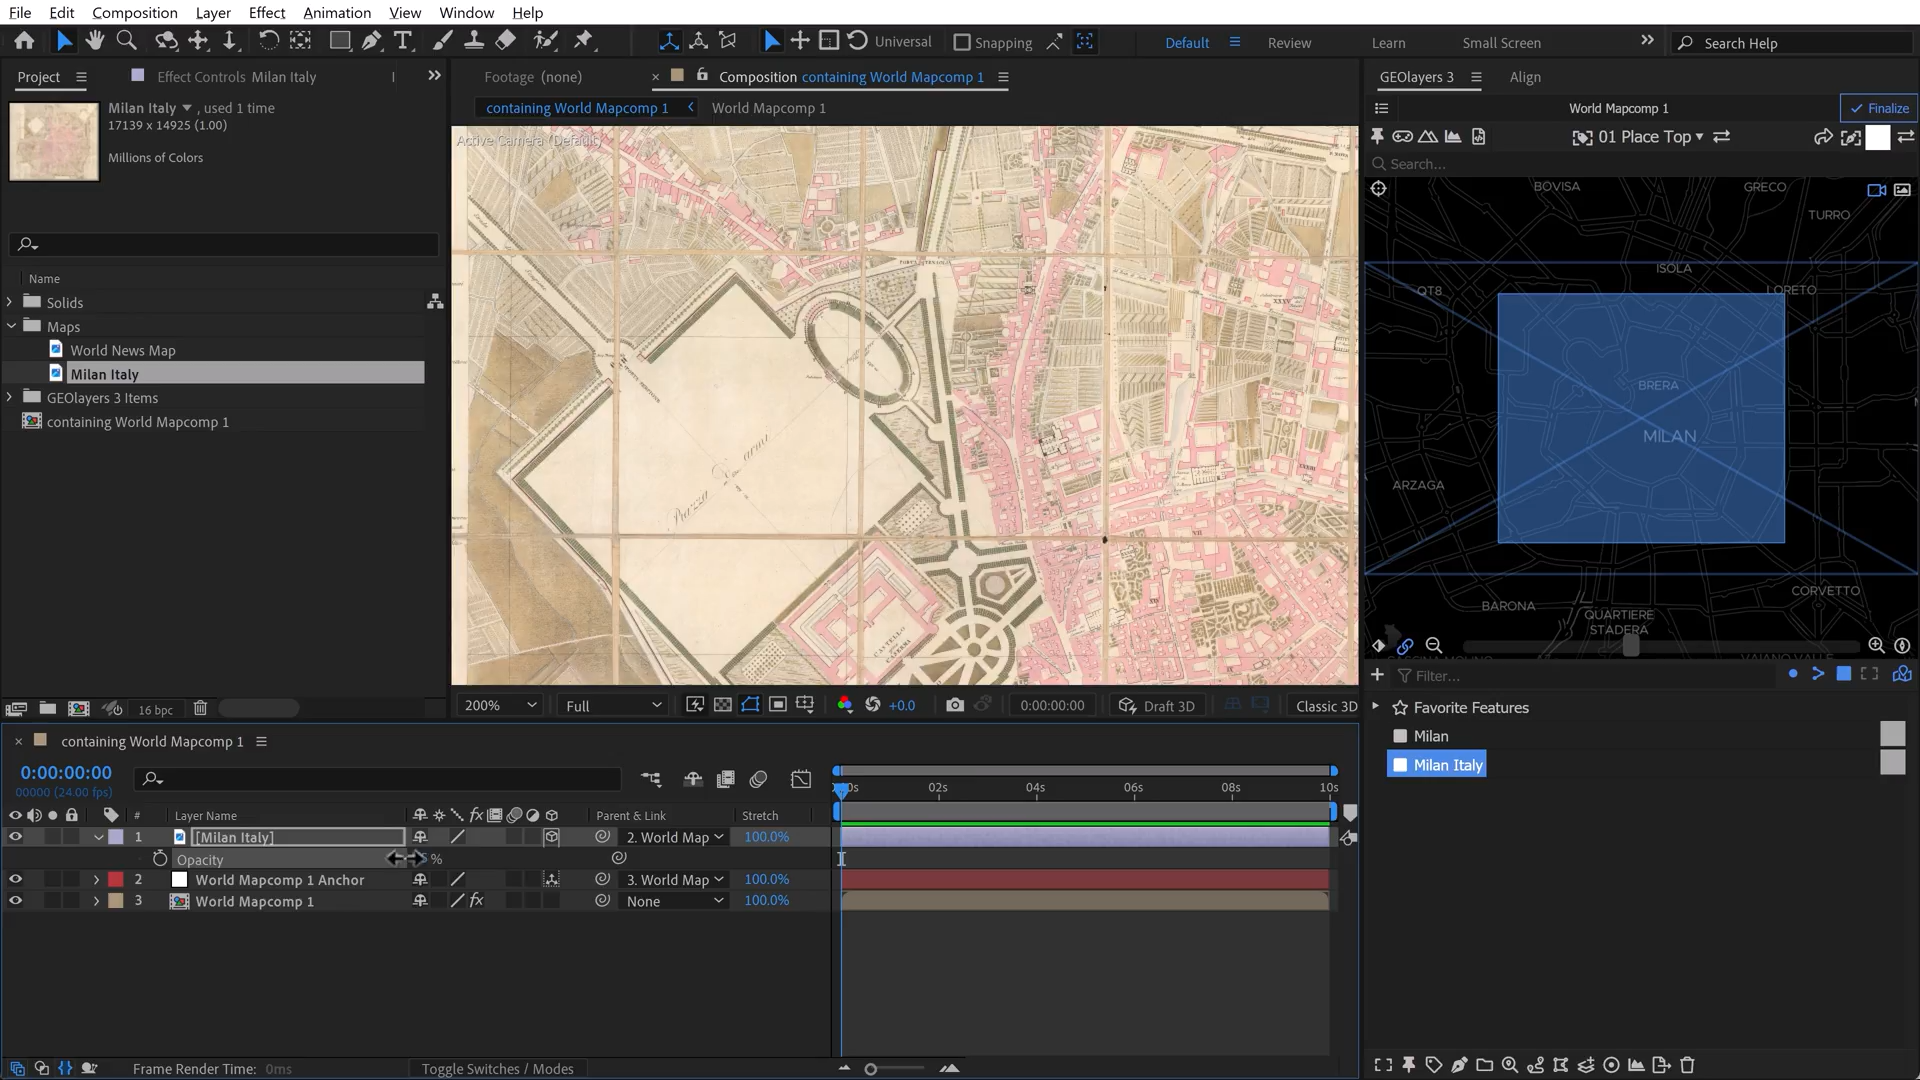 File Edit Composition Layer Effect Animation View Window Help
Universal Snapping Default Review Learn Small Screen Search Help
Project Effect Controls Milan Italy
Milan Italy , used 1 time
17139 x 14925 (1.00)
Millions of Colors
Name
Solids
Maps
World News Map
Milan Italy
GEOlayers 3 Items
containing World Mapcomp 1
16 bpc
Footage (none) Composition containing World Mapcomp 1
containing World Mapcomp 1 World Mapcomp 1
Active Camera (Default)
200% Full +0.0 0:00:00:00 Draft 3D Classic 3D
GEOlayers 3 Align
World Mapcomp 1 Finalize
01 Place Top
Search...
BOVISA GRECO
TURRO
ISOLA
QT8 LORETO
BRERA
MILAN
ARZAGA
CORVETTO
BARONA QUARTIERE
STADERA
Filter...
Favorite Features
Milan
Milan Italy
containing World Mapcomp 1
0:00:00:00
00000 (24.00 fps)
02s 04s 06s 08s 10s
# Layer Name Parent & Link Stretch
1 [Milan Italy] 2. World Map 100.0%
Opacity %
2 World Mapcomp 1 Anchor 3. World Map 100.0%
3 World Mapcomp 1 None 100.0%
Frame Render Time: 0ms Toggle Switches / Modes